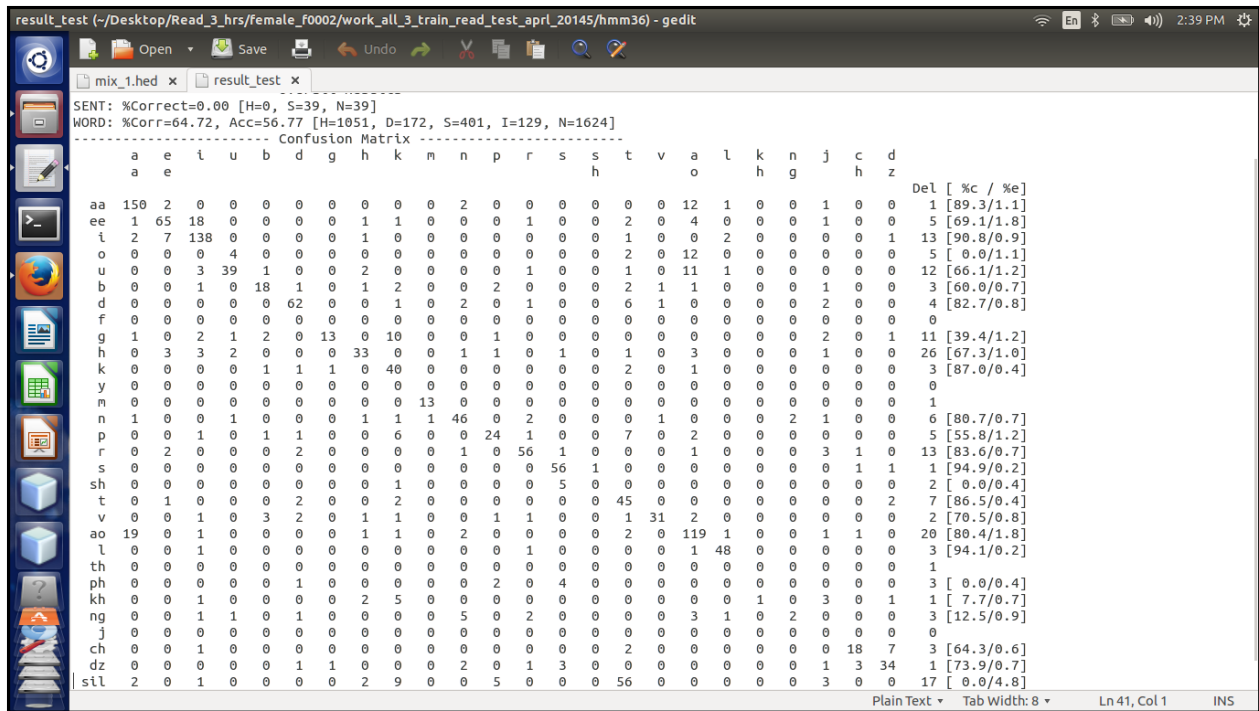 result_test (~/Desktop/Read_3_hrs/female_f0002/work_all_3_train_read_test_aprl_20145/hmm36) - gedit En 2:39 PM
Open Save Undo
mix_1.hed × result_test ×
SENT: %Correct=0.00 [H=0, S=39, N=39]
WORD: %Corr=64.72, Acc=56.77 [H=1051, D=172, S=401, I=129, N=1624]
------------------------ Confusion Matrix -------------------------
a e i u b d g h k m n p r s s t v a l k n j c d
a e h o h g h z
Del [ %c / %e]
aa 150 2 0 0 0 0 0 0 0 0 2 0 0 0 0 0 0 12 1 0 0 1 0 0 1 [89.3/1.1]
ee 1 65 18 0 0 0 0 1 1 0 0 0 1 0 0 2 0 4 0 0 0 1 0 0 5 [69.1/1.8]
i 2 7 138 0 0 0 0 1 0 0 0 0 0 0 0 1 0 0 2 0 0 0 0 1 13 [90.8/0.9]
o 0 0 0 4 0 0 0 0 0 0 0 0 0 0 0 2 0 12 0 0 0 0 0 0 5 [ 0.0/1.1]
u 0 0 3 39 1 0 0 2 0 0 0 0 1 0 0 1 0 11 1 0 0 0 0 0 12 [66.1/1.2]
b 0 0 1 0 18 1 0 1 2 0 0 2 0 0 0 2 1 1 0 0 0 1 0 0 3 [60.0/0.7]
d 0 0 0 0 0 62 0 0 1 0 2 0 1 0 0 6 1 0 0 0 0 2 0 0 4 [82.7/0.8]
f 0 0 0 0 0 0 0 0 0 0 0 0 0 0 0 0 0 0 0 0 0 0 0 0 0
g 1 0 2 1 2 0 13 0 10 0 0 1 0 0 0 0 0 0 0 0 0 2 0 1 11 [39.4/1.2]
h 0 3 3 2 0 0 0 33 0 0 1 1 0 1 0 1 0 3 0 0 0 1 0 0 26 [67.3/1.0]
k 0 0 0 0 1 1 1 0 40 0 0 0 0 0 0 2 0 1 0 0 0 0 0 0 3 [87.0/0.4]
y 0 0 0 0 0 0 0 0 0 0 0 0 0 0 0 0 0 0 0 0 0 0 0 0 0
m 0 0 0 0 0 0 0 0 0 13 0 0 0 0 0 0 0 0 0 0 0 0 0 0 1
n 1 0 0 1 0 0 0 1 1 1 46 0 2 0 0 0 1 0 0 0 2 1 0 0 6 [80.7/0.7]
p 0 0 1 0 1 1 0 0 6 0 0 24 1 0 0 7 0 2 0 0 0 0 0 0 5 [55.8/1.2]
r 0 2 0 0 0 2 0 0 0 0 1 0 56 1 0 0 0 1 0 0 0 3 1 0 13 [83.6/0.7]
s 0 0 0 0 0 0 0 0 0 0 0 0 0 56 1 0 0 0 0 0 0 0 1 1 1 [94.9/0.2]
sh 0 0 0 0 0 0 0 0 1 0 0 0 0 5 0 0 0 0 0 0 0 0 0 0 2 [ 0.0/0.4]
t 0 1 0 0 0 2 0 0 2 0 0 0 0 0 0 45 0 0 0 0 0 0 0 2 7 [86.5/0.4]
v 0 0 1 0 3 2 0 1 1 0 0 1 1 0 0 1 31 2 0 0 0 0 0 0 2 [70.5/0.8]
ao 19 0 1 0 0 0 0 1 1 0 2 0 0 0 0 2 0 119 1 0 0 1 1 0 20 [80.4/1.8]
l 0 0 1 0 0 0 0 0 0 0 0 0 1 0 0 0 0 1 48 0 0 0 0 0 3 [94.1/0.2]
th 0 0 0 0 0 0 0 0 0 0 0 0 0 0 0 0 0 0 0 0 0 0 0 0 1
ph 0 0 0 0 0 1 0 0 0 0 0 2 0 4 0 0 0 0 0 0 0 0 0 0 3 [ 0.0/0.4]
kh 0 0 1 0 0 0 0 2 5 0 0 0 0 0 0 0 0 0 0 1 0 3 0 1 1 [ 7.7/0.7]
ng 0 0 1 1 0 1 0 0 0 0 5 0 2 0 0 0 0 3 1 0 2 0 0 0 3 [12.5/0.9]
j 0 0 0 0 0 0 0 0 0 0 0 0 0 0 0 0 0 0 0 0 0 0 0 0 0
ch 0 0 1 0 0 0 0 0 0 0 0 0 0 0 0 2 0 0 0 0 0 0 18 7 3 [64.3/0.6]
dz 0 0 0 0 0 1 1 0 0 0 2 0 1 3 0 0 0 0 0 0 0 1 3 34 1 [73.9/0.7]
sil 2 0 1 0 0 0 0 2 9 0 0 5 0 0 0 56 0 0 0 0 0 3 0 0 17 [ 0.0/4.8]
Plain Text Tab Width: 8 Ln 41, Col 1 INS